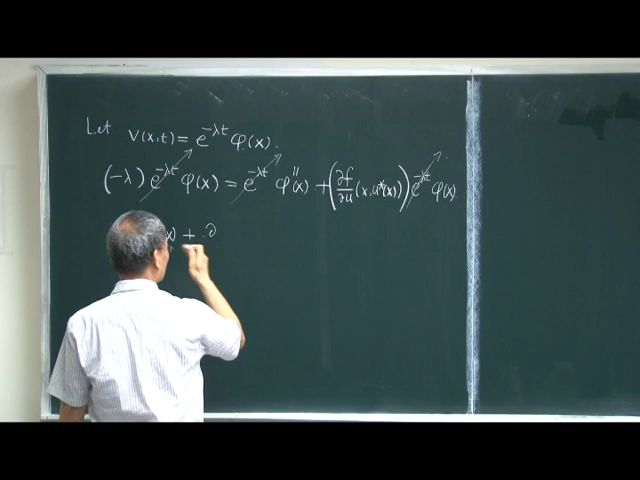 Let v(x,t) = e^{-λt} φ(x).
(-λ) e^{-λt} φ(x) = e^{-λt} φ''(x) + (∂f/∂u (x, u*(x))) e^{-λt} φ(x)
x) + ∂